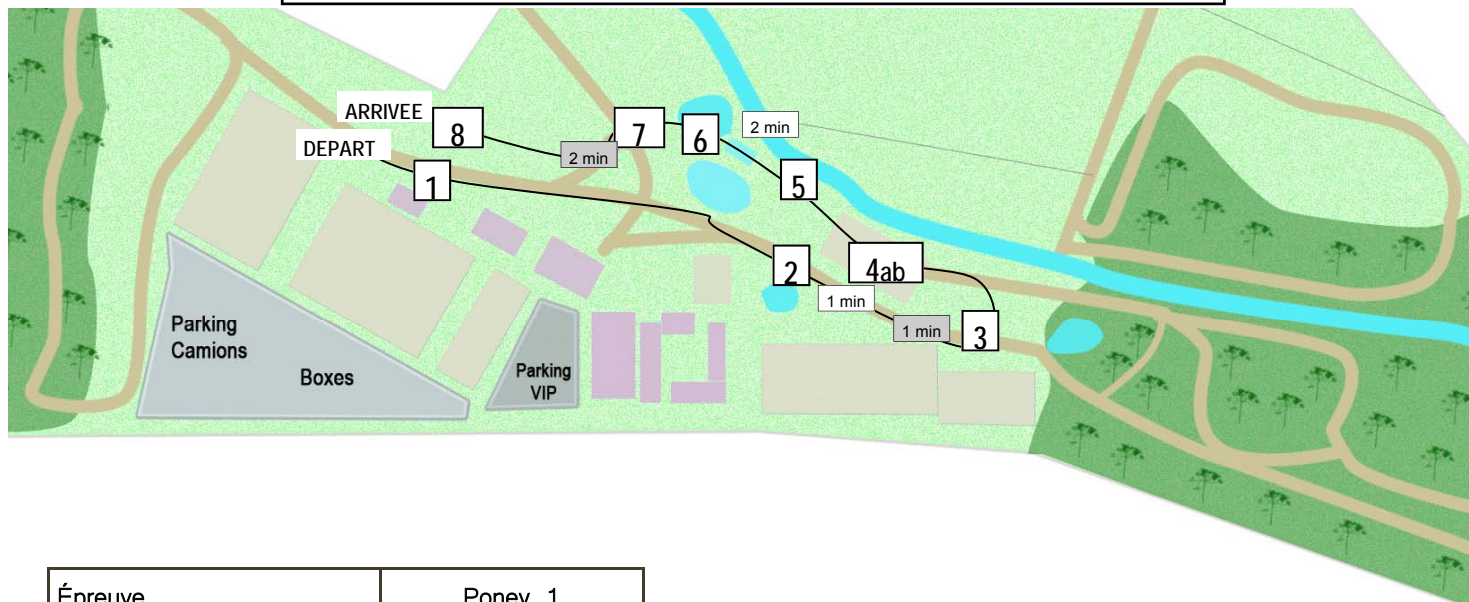 ARRIVEE
8
7
6
2 min
DEPART
2 min
1
5
2
4ab
1 min
1 min
3
Parking
Camions
Boxes
Parking
VIP
Épreuve
Poney 1